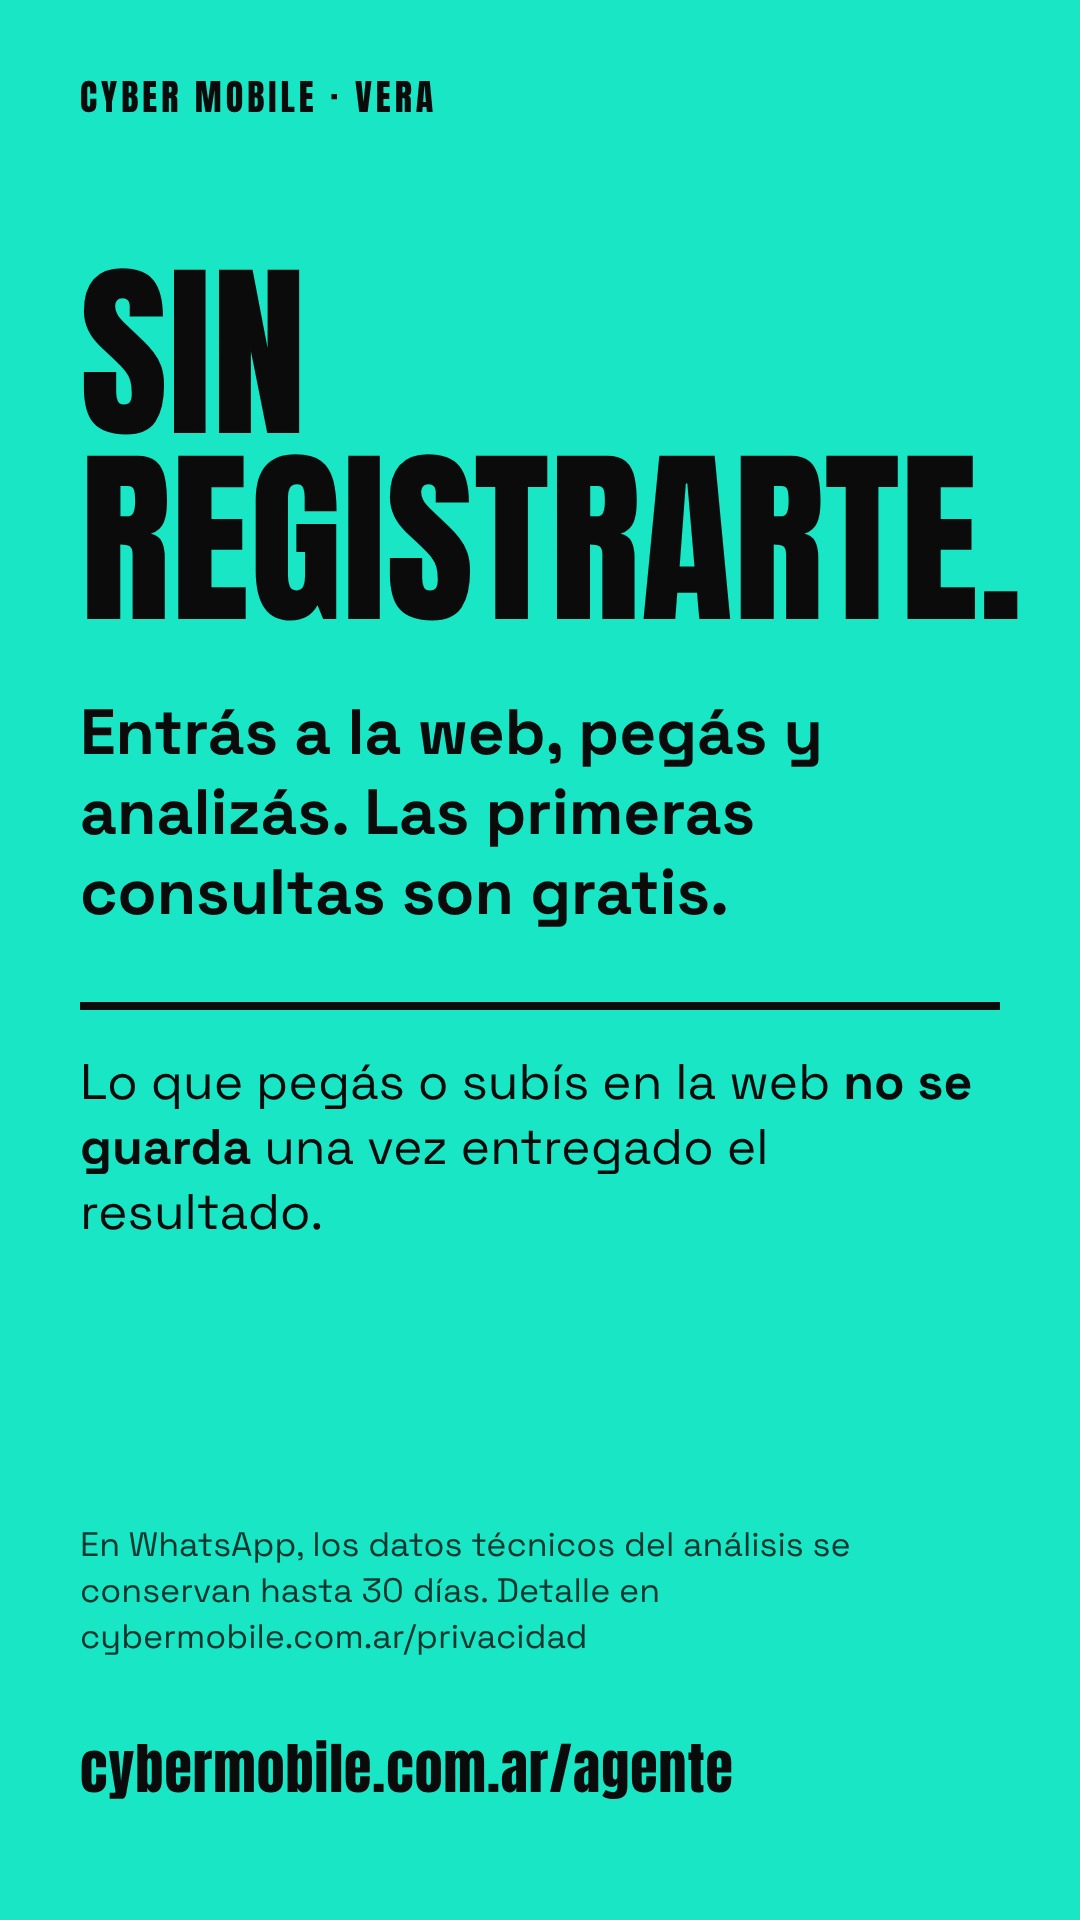 CYBER MOBILE · VERA
SIN
REGISTRARTE.
Entrás a la web, pegás y
analizás. Las primeras
consultas son gratis.
Lo que pegás o subís en la web no se
guarda una vez entregado el
resultado.
En WhatsApp, los datos técnicos del análisis se
conservan hasta 30 días. Detalle en
cybermobile.com.ar/privacidad
cybermobile.com.ar/agente